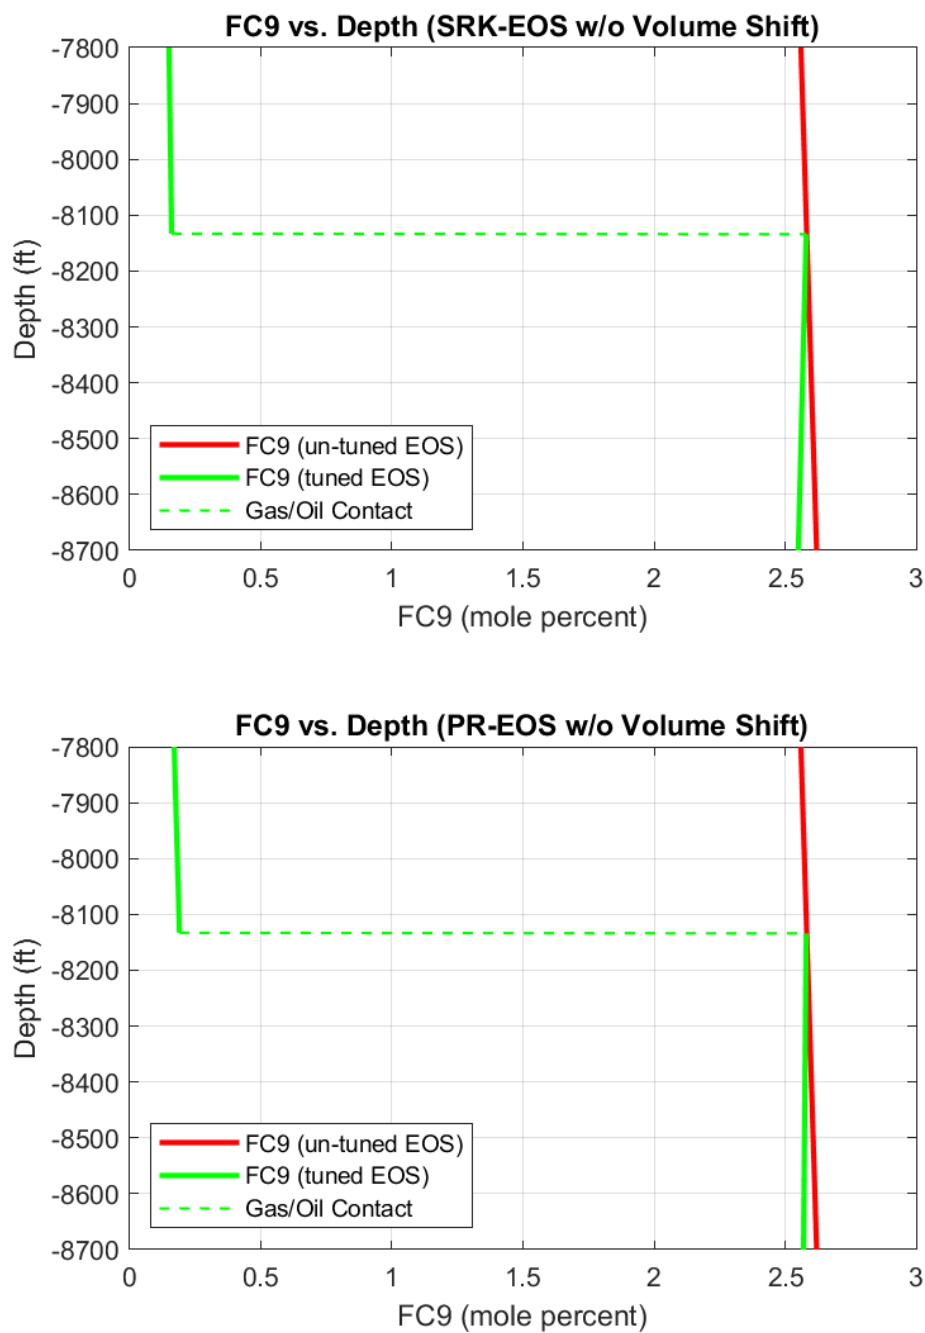 FC9 vs. Depth (SRK-EOS w/o Volume Shift)
-7800
-7900
-8000
-8100
-8200
-8300
-8400
-8500
-8600
-8700
Depth (ft)
FC9 (un-tuned EOS)
FC9 (tuned EOS)
Gas/Oil Contact
0 0.5 1 1.5 2 2.5 3
FC9 (mole percent)
FC9 vs. Depth (PR-EOS w/o Volume Shift)
-7800
-7900
-8000
-8100
-8200
-8300
-8400
-8500
-8600
-8700
Depth (ft)
FC9 (un-tuned EOS)
FC9 (tuned EOS)
Gas/Oil Contact
0 0.5 1 1.5 2 2.5 3
FC9 (mole percent)